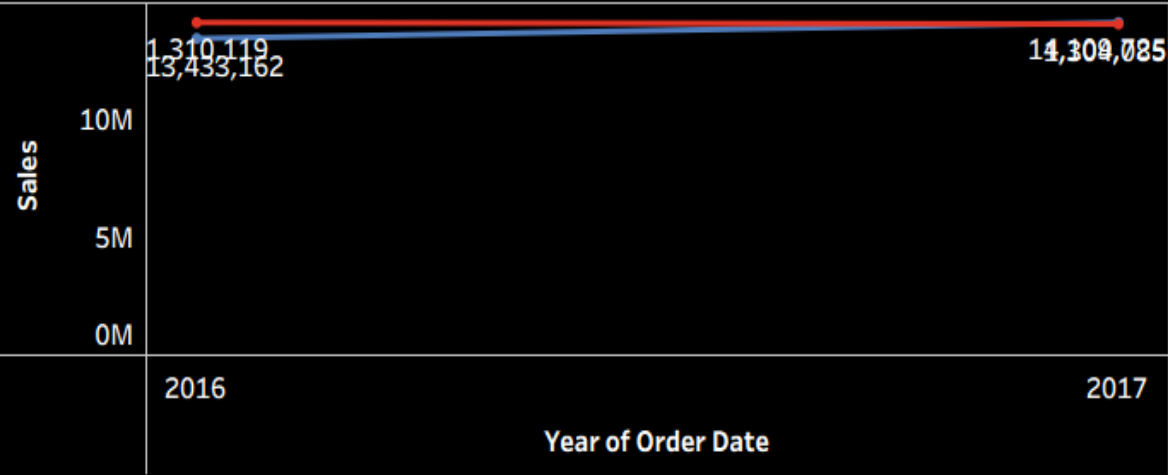 1,310,119
13,433,162
10M
Sales
5M
0M
2016
2017
Year of Order Date